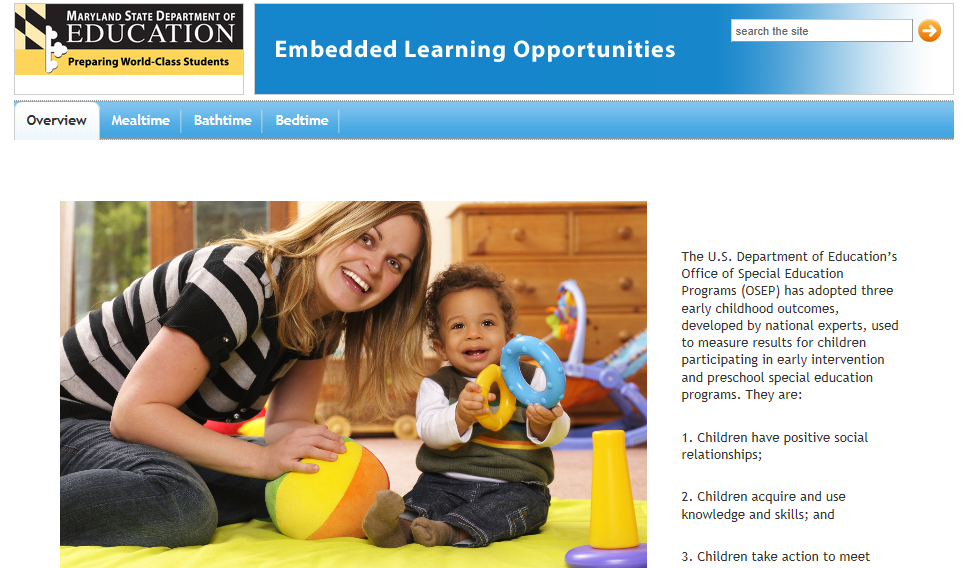 MARYLAND STATE DEPARTMENT OF
EDUCATION
Preparing World-Class Students
Embedded Learning Opportunities
search the site
Overview
Mealtime
Bathtime
Bedtime
The U.S. Department of Education’s
Office of Special Education
Programs (OSEP) has adopted three
early childhood outcomes,
developed by national experts, used
to measure results for children
participating in early intervention
and preschool special education
programs. They are:
1. Children have positive social
relationships;
2. Children acquire and use
knowledge and skills; and
3. Children take action to meet